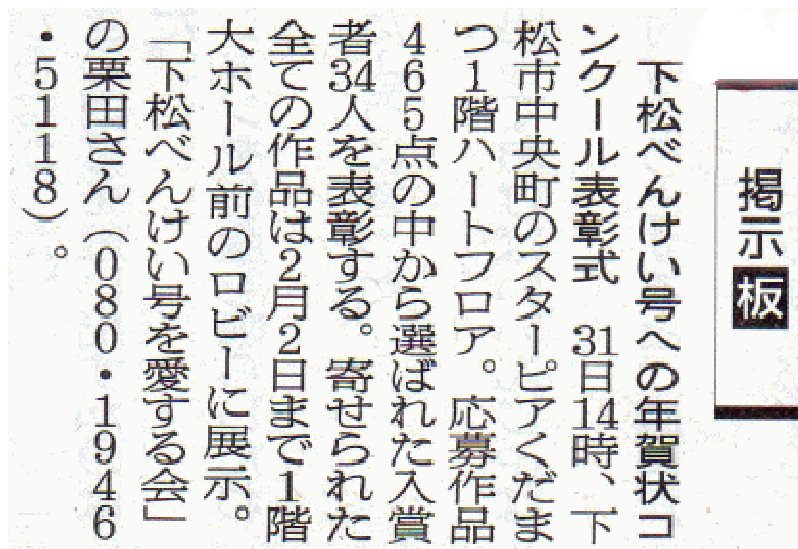 掲示板
下松べんけい号への年賀状コ
ンクール表彰式　31日14時、下
松市中央町のスターピアくだま
つ1階ハートフロア。応募作品
465点の中から選ばれた入賞
者34人を表彰する。寄せられた
全ての作品は2月2日まで1階
大ホール前のロビーに展示。
「下松べんけい号を愛する会」
の栗田さん（080・1946
・5118）。